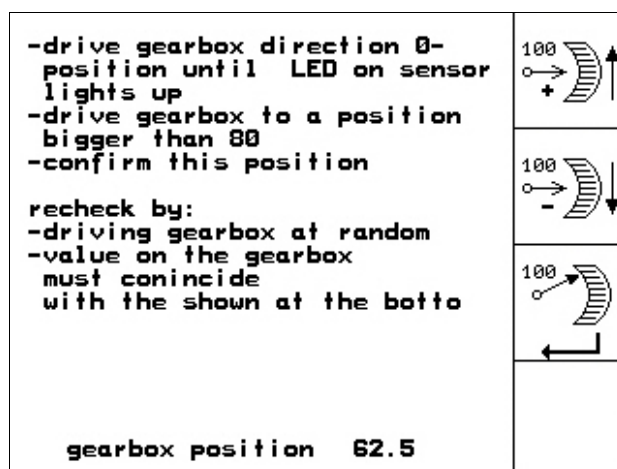 -drive gearbox direction 0-
position until LED on sensor
lights up
-drive gearbox to a position
bigger than 80
-confirm this position
recheck by:
-driving gearbox at random
-value on the gearbox
must conincide
with the shown at the botto
gearbox position 62.5
100
+
100
-
100